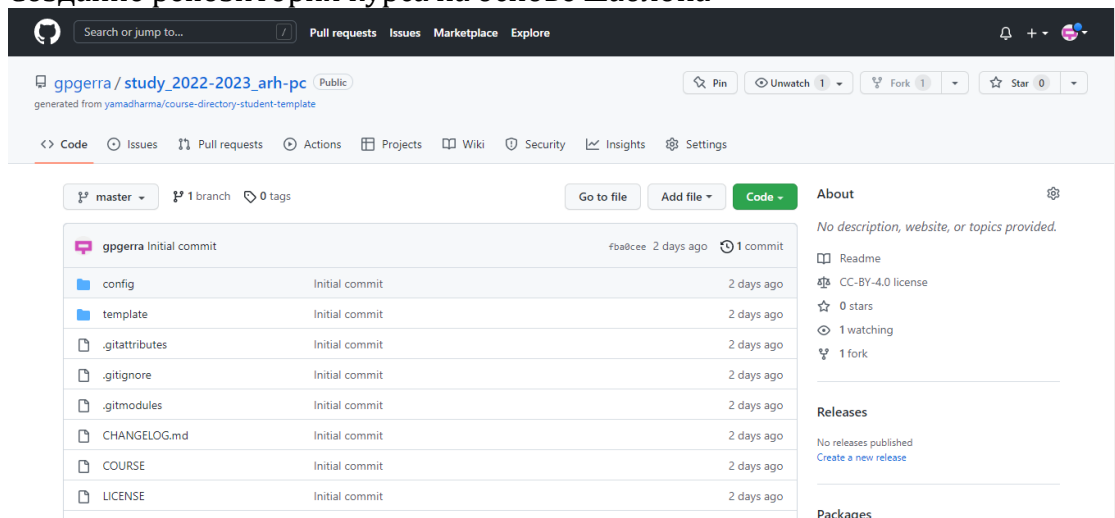 Создание репозитория курса на основе шаблона
Search or jump to... / Pull requests Issues Marketplace Explore
gpgerra / study_2022-2023_arh-pc Public Pin Unwatch 1 Fork 1 Star 0
generated from yamadharma/course-directory-student-template
<> Code Issues Pull requests Actions Projects Wiki Security Insights Settings
master 1 branch 0 tags Go to file Add file Code
gpgerra Initial commit fba0cee 2 days ago 1 commit
config Initial commit 2 days ago
template Initial commit 2 days ago
.gitattributes Initial commit 2 days ago
.gitignore Initial commit 2 days ago
.gitmodules Initial commit 2 days ago
CHANGELOG.md Initial commit 2 days ago
COURSE Initial commit 2 days ago
LICENSE Initial commit 2 days ago
About
No description, website, or topics provided.
Readme
CC-BY-4.0 license
0 stars
1 watching
1 fork
Releases
No releases published
Create a new release
Packages